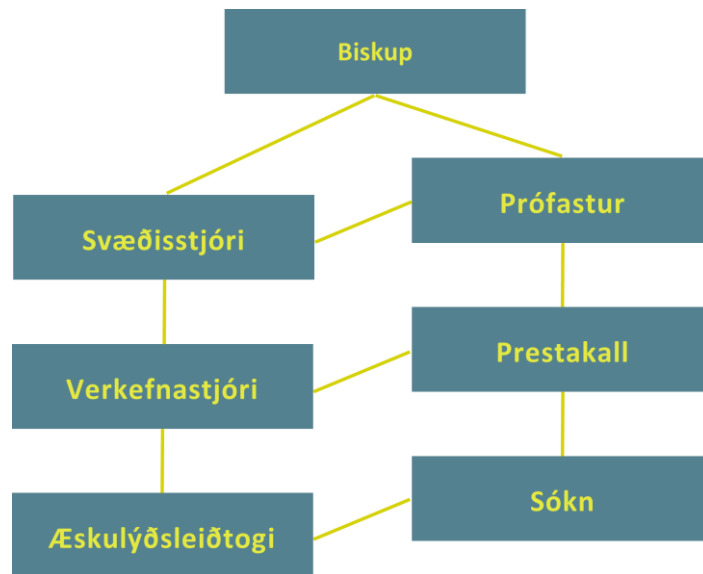 Biskup
Prófastur
Svæðisstjóri
Prestakall
Verkefnastjóri
Sókn
Æskulýðsleiðtogi